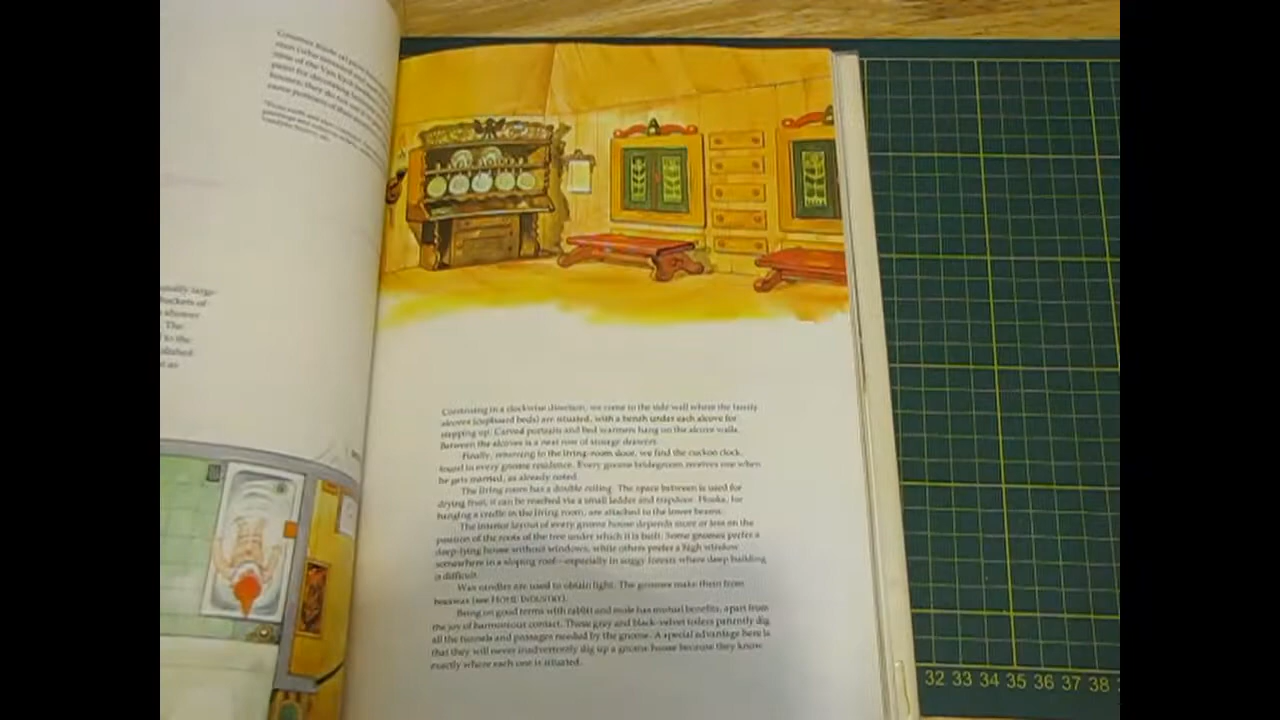 Continuing in a clockwise direction, we come to the side wall where the family
alcoves (cupboard beds) are situated, with a bench under each alcove for
stepping up. Carved portraits and bed warmers hang on the alcove walls.
Between the alcoves is a neat row of storage drawers.
Finally, returning to the living-room door, we find the cuckoo clock,
found in every gnome residence. Every gnome bridegroom receives one when
he gets married, as already noted.
The living room has a double ceiling. The space between is used for
drying fruit; it can be reached via a small ladder and trapdoor. Hooks, for
hanging a cradle in the living room, are attached to the lower beams.
The interior layout of every gnome house depends more or less on the
position of the roots of the tree under which it is built. Some gnomes prefer a
deep-lying house without windows, while others prefer a high window
somewhere in a sloping roof—especially in soggy forests where deep building
is difficult.
Wax candles are used to obtain light. The gnomes make them from
beeswax (see HOME INDUSTRY).
Being on good terms with rabbit and mole has mutual benefits, apart from
the joy of harmonious contact. These grey and black-velvet toilers patiently dig
all the tunnels and passages needed by the gnome. A special advantage here is
that they will never inadvertently dig up a gnome house because they know
exactly where each one is situated.
32 33 34 35 36 37 38